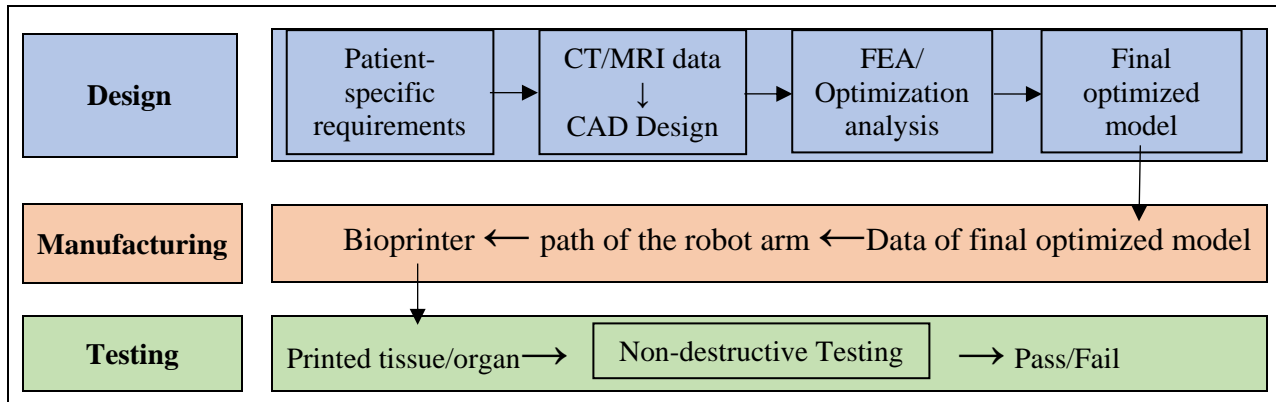 Design
Patient-
specific
requirements
CT/MRI data
↓
CAD Design
FEA/
Optimization
analysis
Final
optimized
model
Manufacturing
Bioprinter ← path of the robot arm ← Data of final optimized model
Testing
Printed tissue/organ → Non-destructive Testing → Pass/Fail